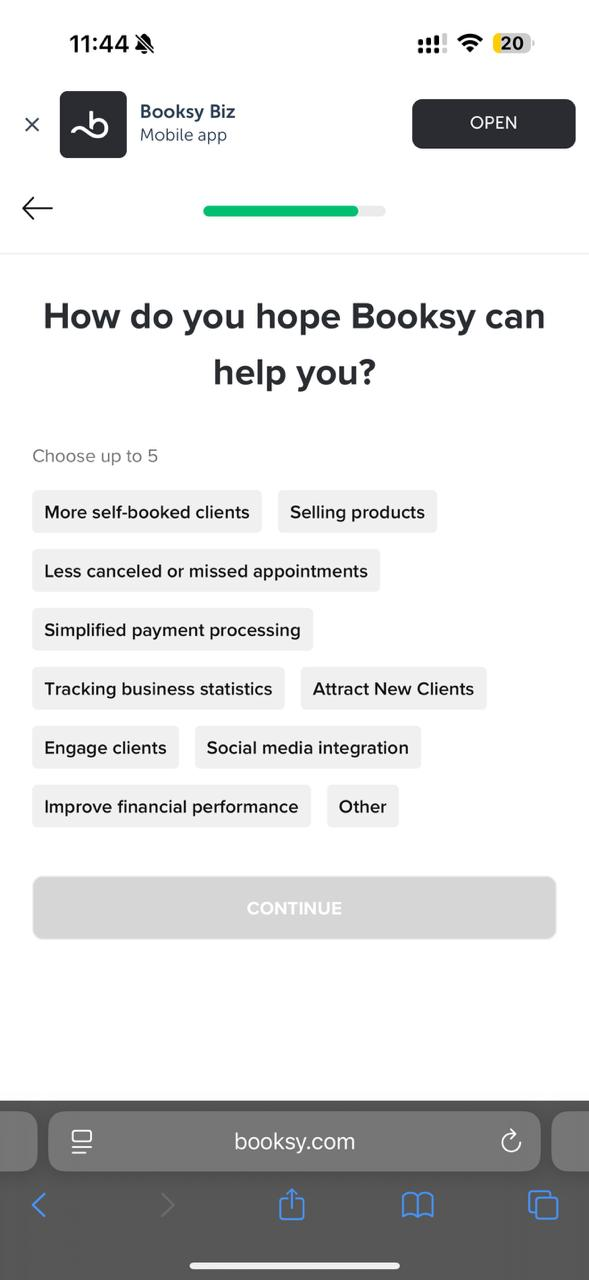 11:44
20
Booksy Biz
Mobile app
OPEN
How do you hope Booksy can
help you?
Choose up to 5
More self-booked clients
Selling products
Less canceled or missed appointments
Simplified payment processing
Tracking business statistics
Attract New Clients
Engage clients
Social media integration
Improve financial performance
Other
CONTINUE
booksy.com